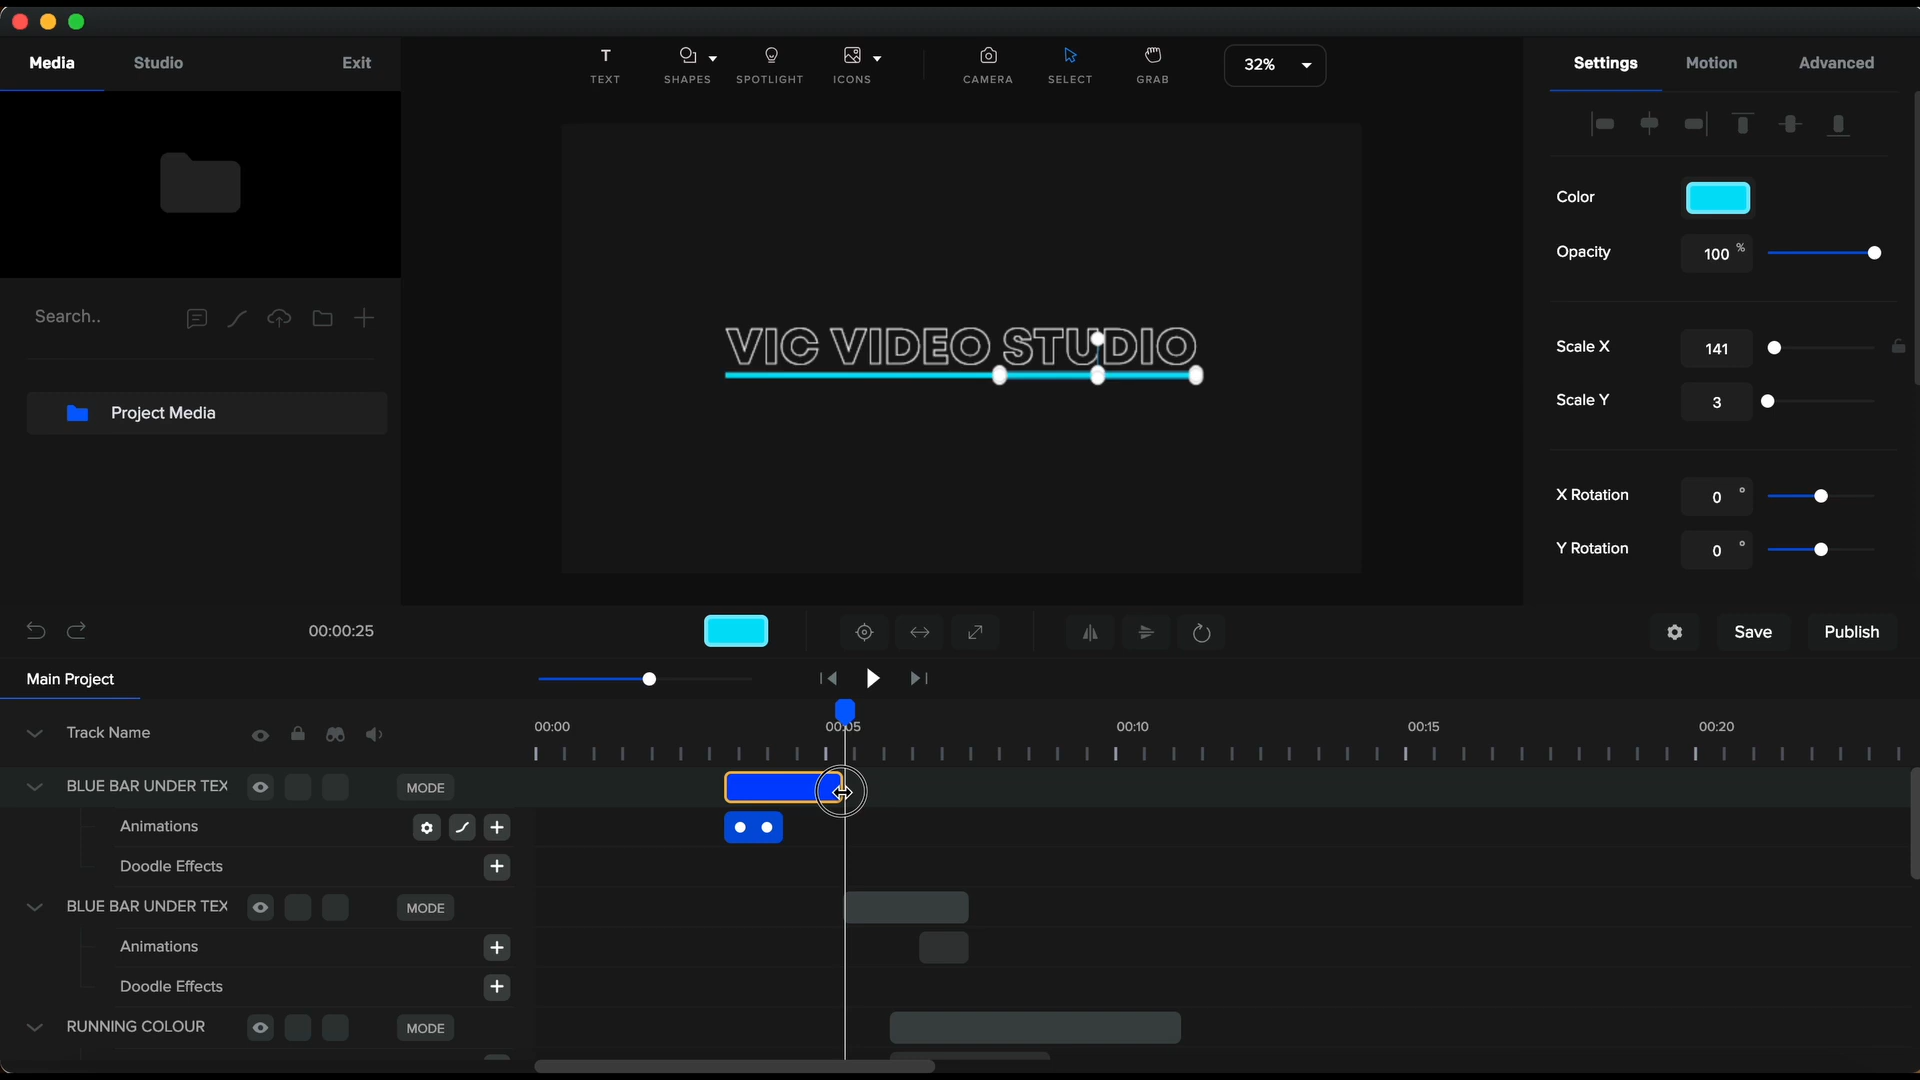 Media
Studio
Exit
T
TEXT
SHAPES
SPOTLIGHT
ICONS
CAMERA
SELECT
GRAB
32%
Settings
Motion
Advanced
Color
Opacity
100 %
Scale X
141
Scale Y
3
X Rotation
0 °
Y Rotation
0 °
Search..
Project Media
VIC VIDEO STUDIO
00:00:25
Save
Publish
Main Project
Track Name
00:00
00:05
00:10
00:15
00:20
BLUE BAR UNDER TEX
MODE
Animations
Doodle Effects
BLUE BAR UNDER TEX
MODE
Animations
Doodle Effects
RUNNING COLOUR
MODE